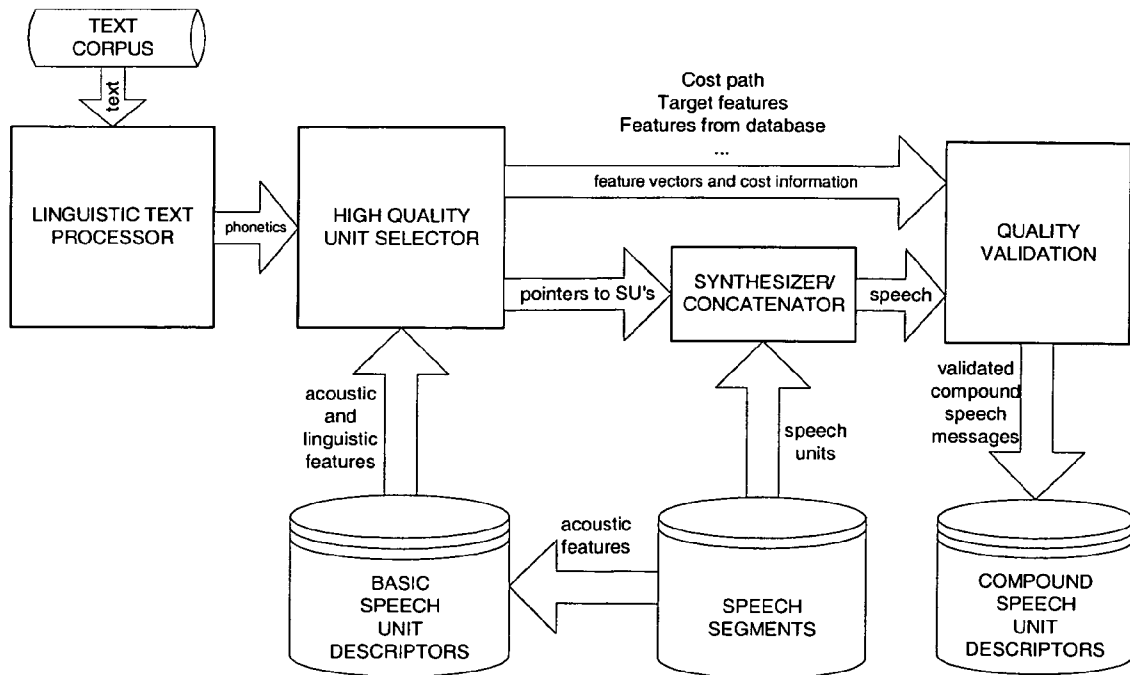 TEXT
CORPUS
text
LINGUISTIC TEXT
PROCESSOR
phonetics
HIGH QUALITY
UNIT SELECTOR
Cost path
Target features
Features from database
...
feature vectors and cost information
pointers to SU's
SYNTHESIZER/
CONCATENATOR
speech
QUALITY
VALIDATION
acoustic
and
linguistic
features
speech
units
validated
compound
speech
messages
acoustic
features
BASIC
SPEECH
UNIT
DESCRIPTORS
SPEECH
SEGMENTS
COMPOUND
SPEECH
UNIT
DESCRIPTORS